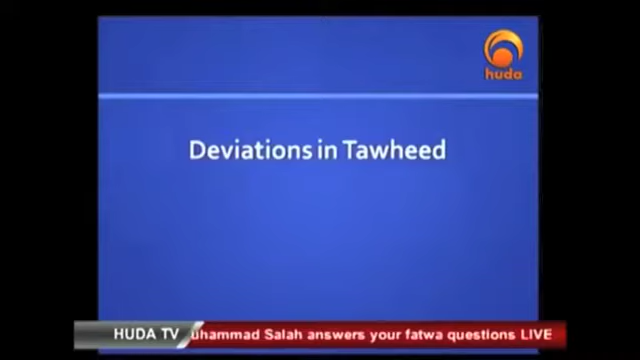 huda
Deviations in Tawheed
HUDA TV uhammad Salah answers your fatwa questions LIVE